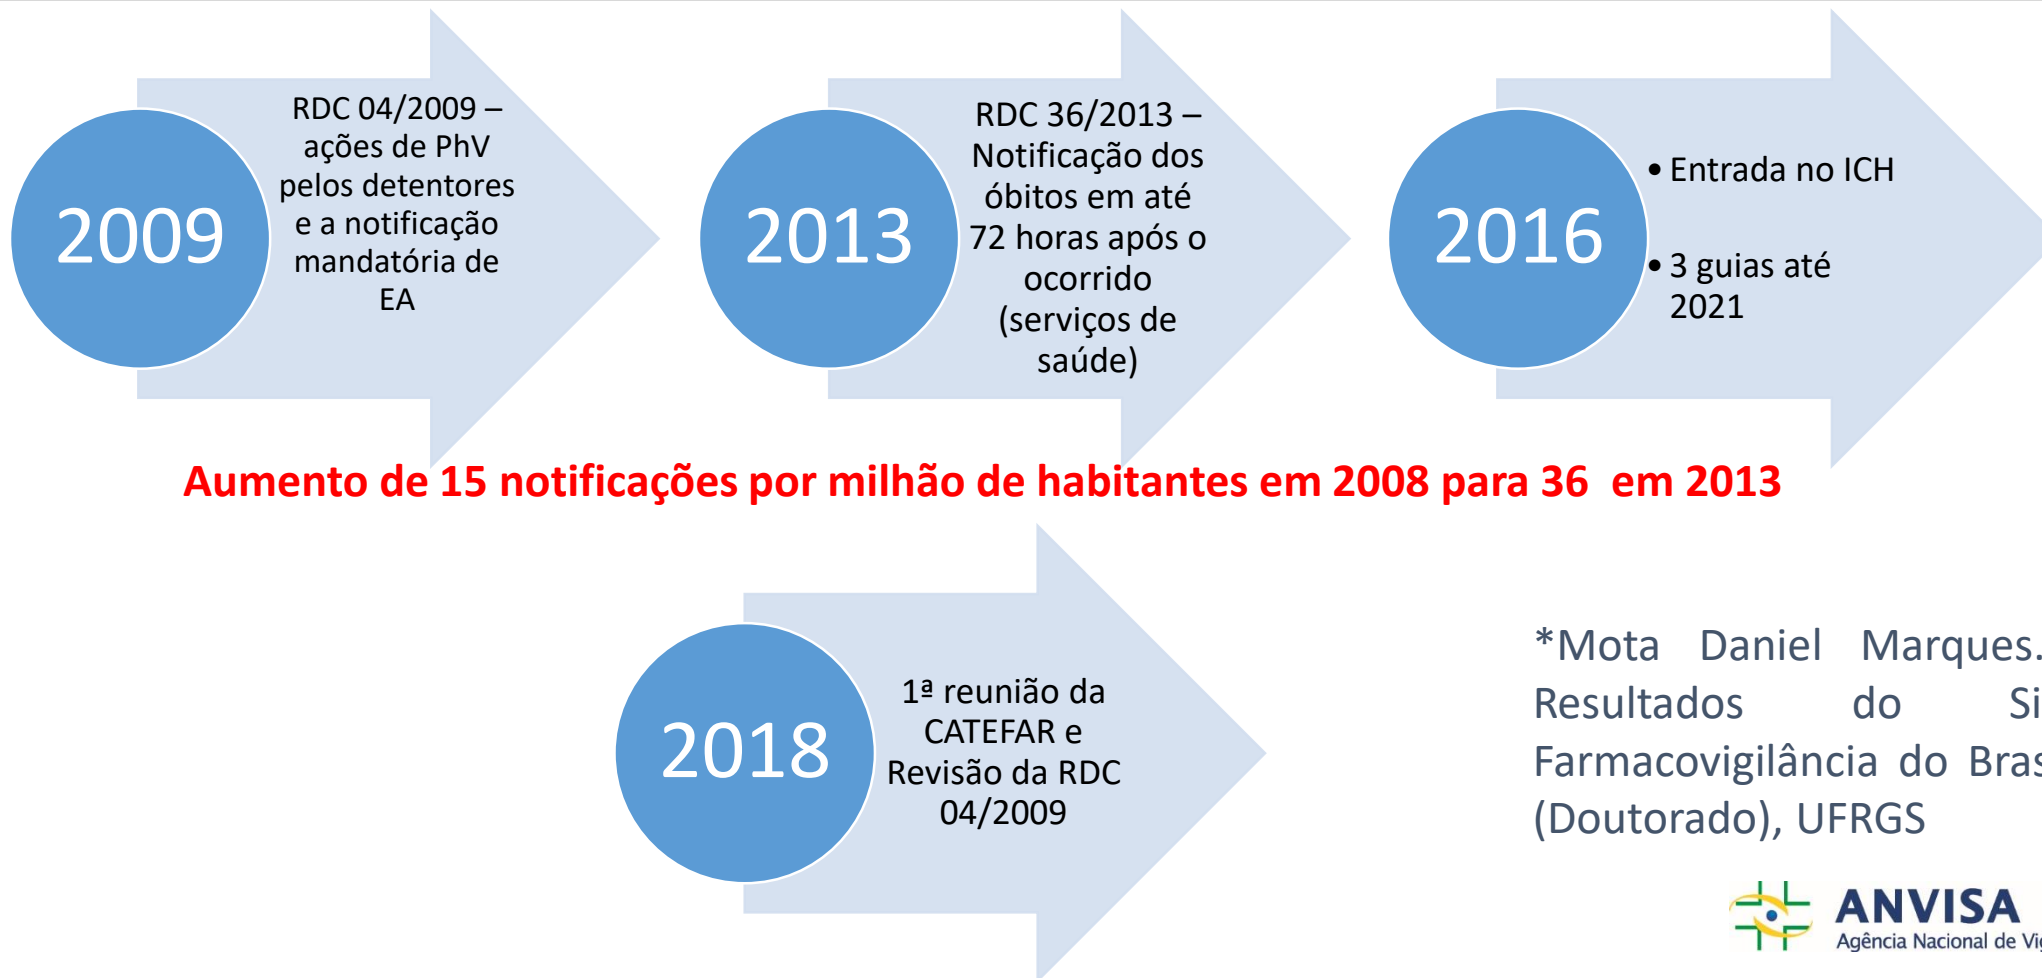 2009
RDC 04/2009 –
ações de PhV
pelos detentores
e a notificação
mandatória de
EA
2013
RDC 36/2013 –
Notificação dos
óbitos em até
72 horas após o
ocorrido
(serviços de
saúde)
2016
• Entrada no ICH
• 3 guias até
2021
Aumento de 15 notificações por milhão de habitantes em 2008 para 36 em 2013
2018
1ª reunião da
CATEFAR e
Revisão da RDC
04/2009
*Mota Daniel Marques.
Resultados do
Farmacovigilância do
(Doutorado), UFRGS
ANVISA
Agência Nacional de